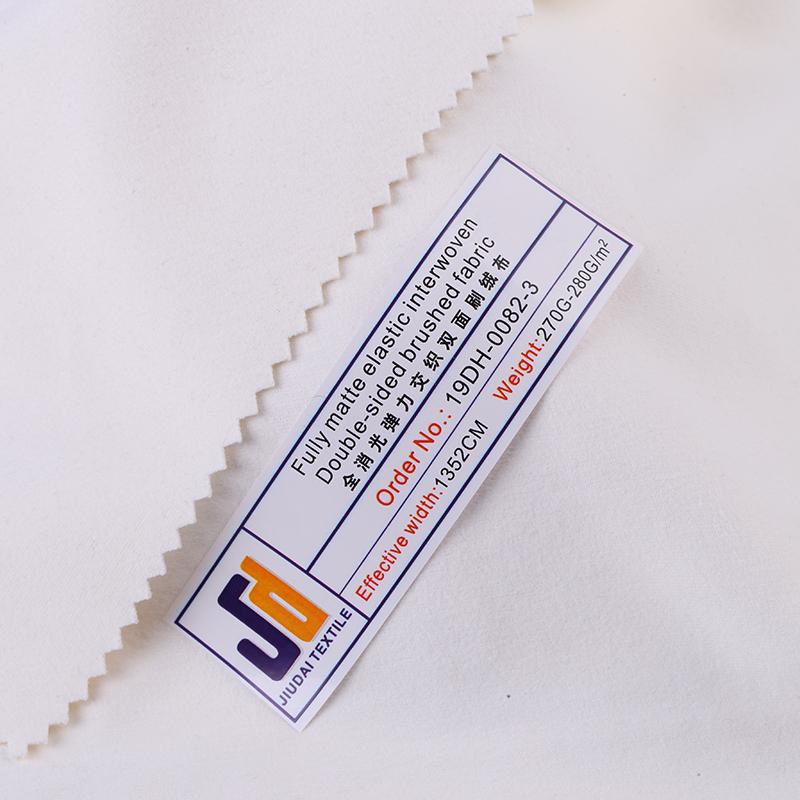 Fully matte elastic interwoven
Double-sided brushed fabric
全消光弹力交织双面刷绒布
Order No.: 19DH-0082-3
Effective width:1352CM Weight:270G-280G/m²
Jd
JIUDAI TEXTILE